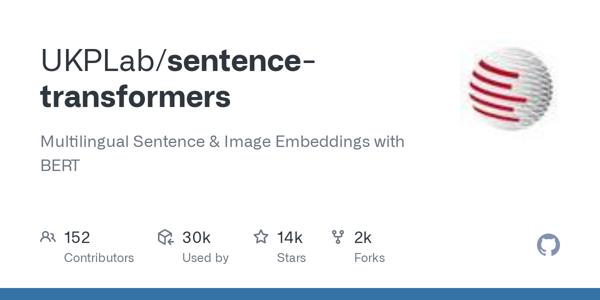 UKPLab/sentence-
transformers
Multilingual Sentence & Image Embeddings with
BERT
152
Contributors
30k
Used by
14k
Stars
2k
Forks